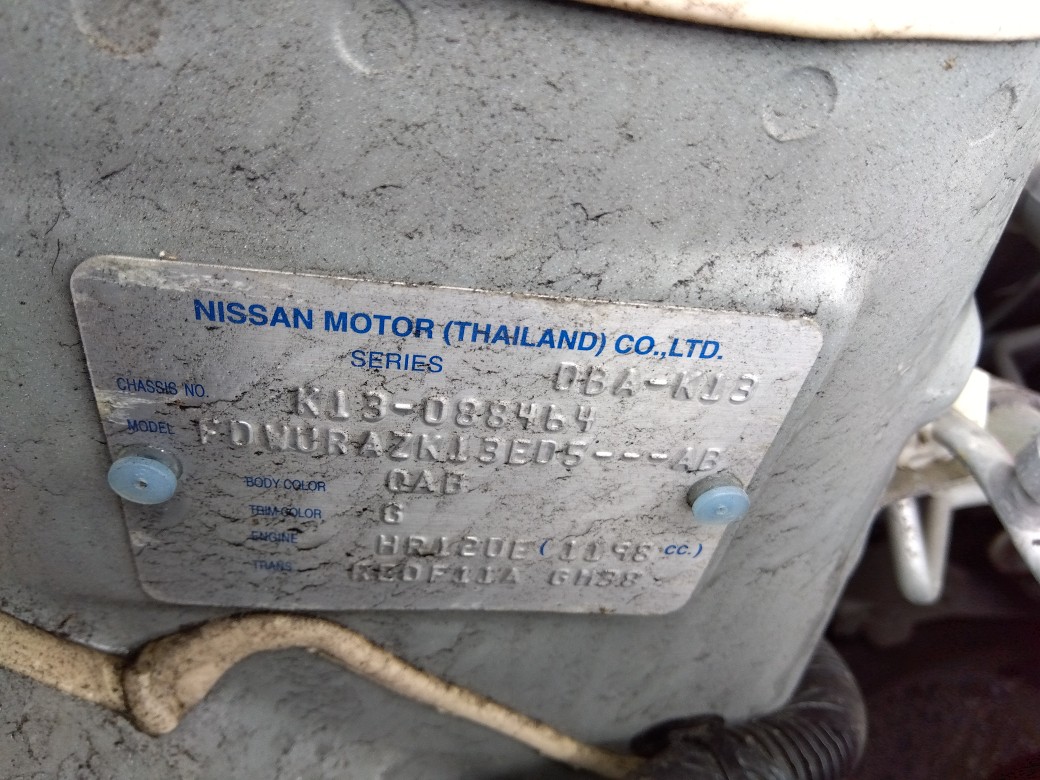 NISSAN MOTOR (THAILAND) CO.,LTD.
SERIES DBA-K13
CHASSIS NO. K13-088464
MODEL FDVURAZK13ED5---AB
BODY COLOR QAB
TRIM COLOR G
ENGINE HR12DE (1198 CC.)
TRANS RE0F11A GH38